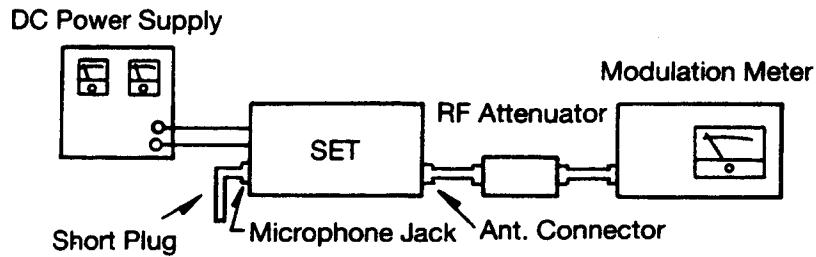 DC Power Supply
Modulation Meter
RF Attenuator
SET
Short Plug
Microphone Jack
Ant. Connector